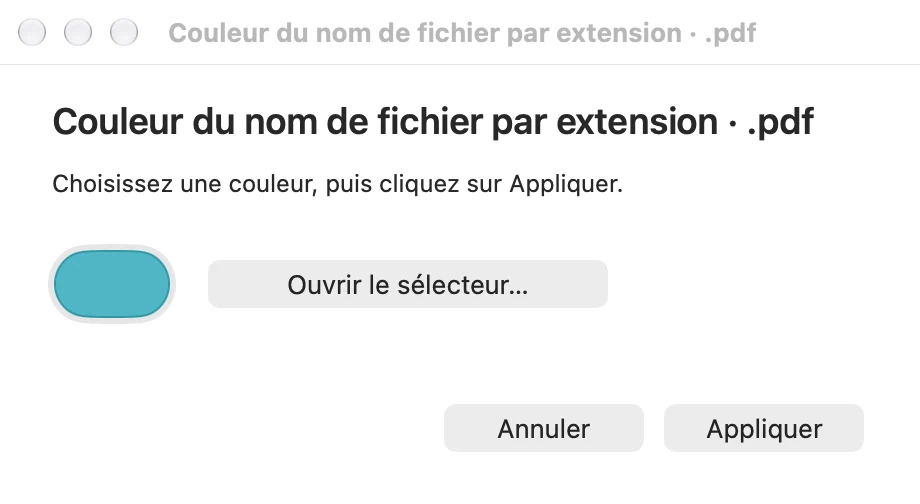 Couleur du nom de fichier par extension · .pdf
Couleur du nom de fichier par extension · .pdf
Choisissez une couleur, puis cliquez sur Appliquer.
Ouvrir le sélecteur...
Annuler
Appliquer